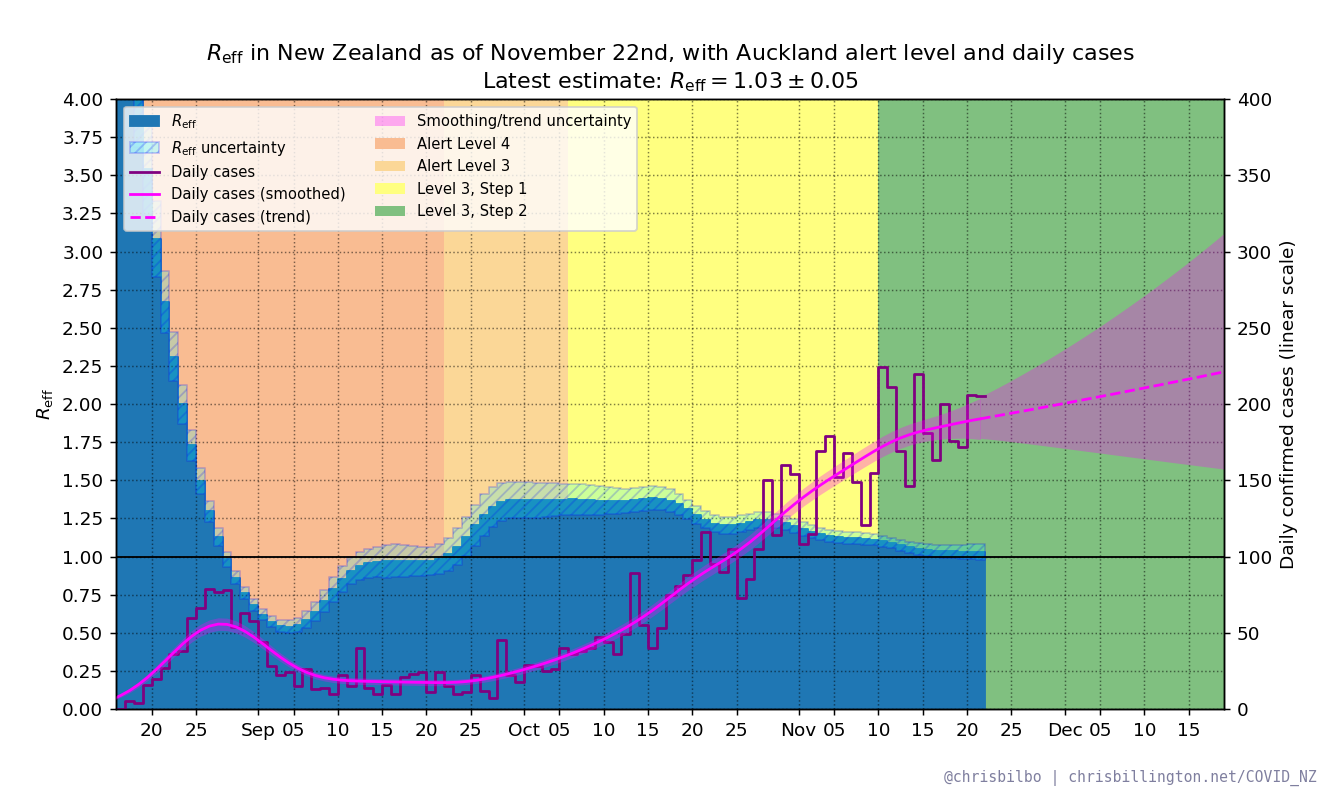 Reff in New Zealand as of November 22nd, with Auckland alert level and daily cases
Latest estimate: Reff = 1.03 ± 0.05
4.00
3.75
3.50
3.25
3.00
2.75
2.50
2.25
2.00
1.75
1.50
1.25
1.00
0.75
0.50
0.25
0.00
Reff
Reff
Reff uncertainty
Daily cases
Daily cases (smoothed)
Daily cases (trend)
Smoothing/trend uncertainty
Alert Level 4
Alert Level 3
Level 3, Step 1
Level 3, Step 2
400
350
300
250
200
150
100
50
0
Daily confirmed cases (linear scale)
20 25 Sep 05 10 15 20 25 Oct 05 10 15 20 25 Nov 05 10 15 20 25 Dec 05 10 15
@chrisbilbo | chrisbillington.net/COVID_NZ